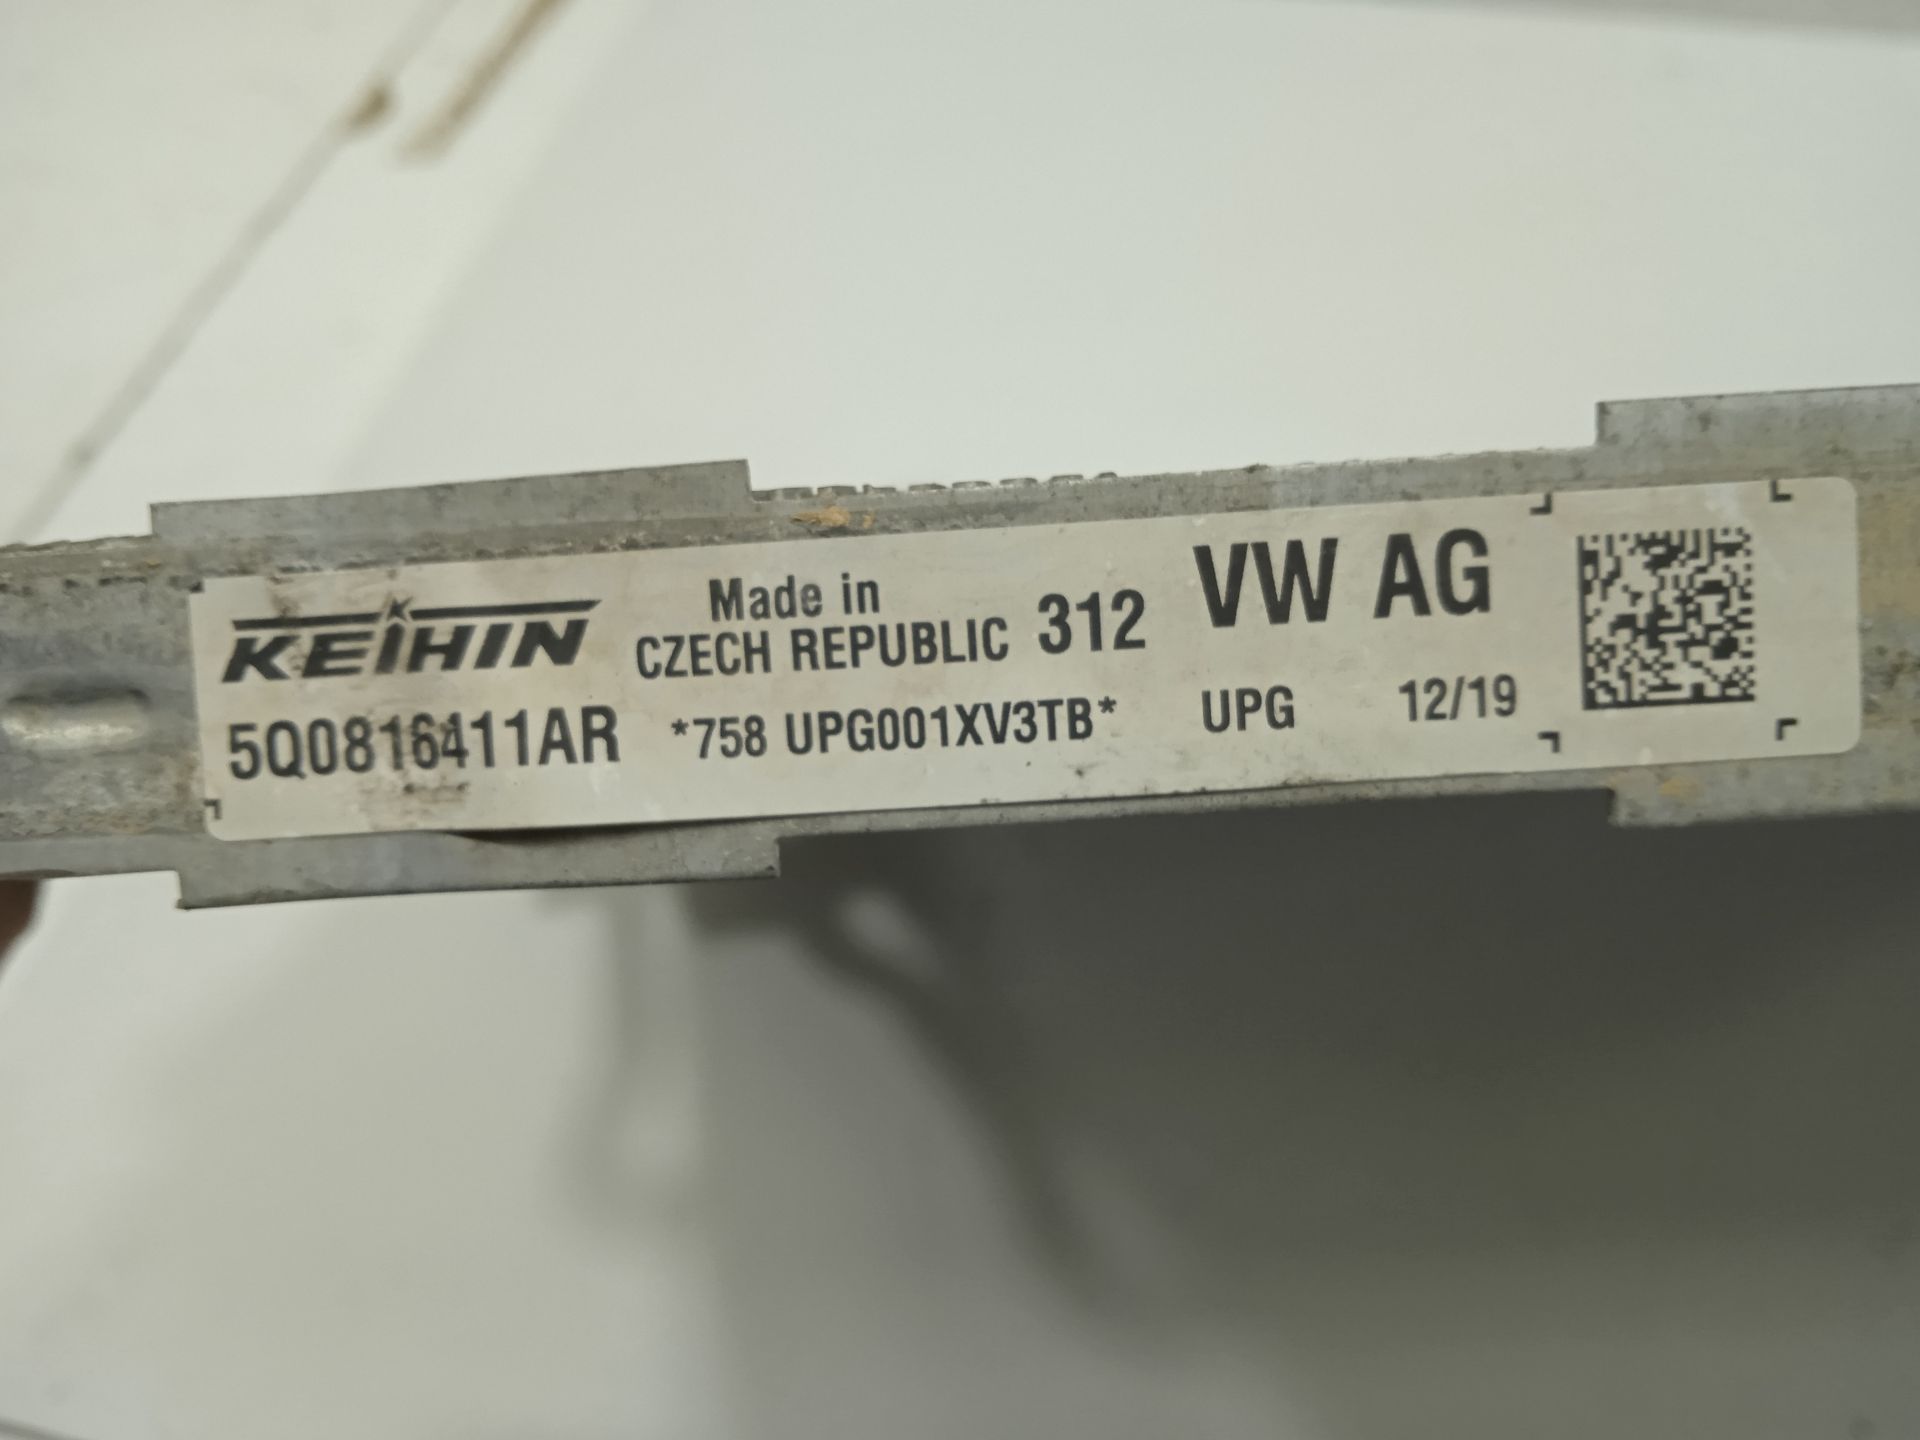 KEIHIN
Made in
CZECH REPUBLIC 312 VW AG
5Q0816411AR *758 UPG001XV3TB* UPG 12/19